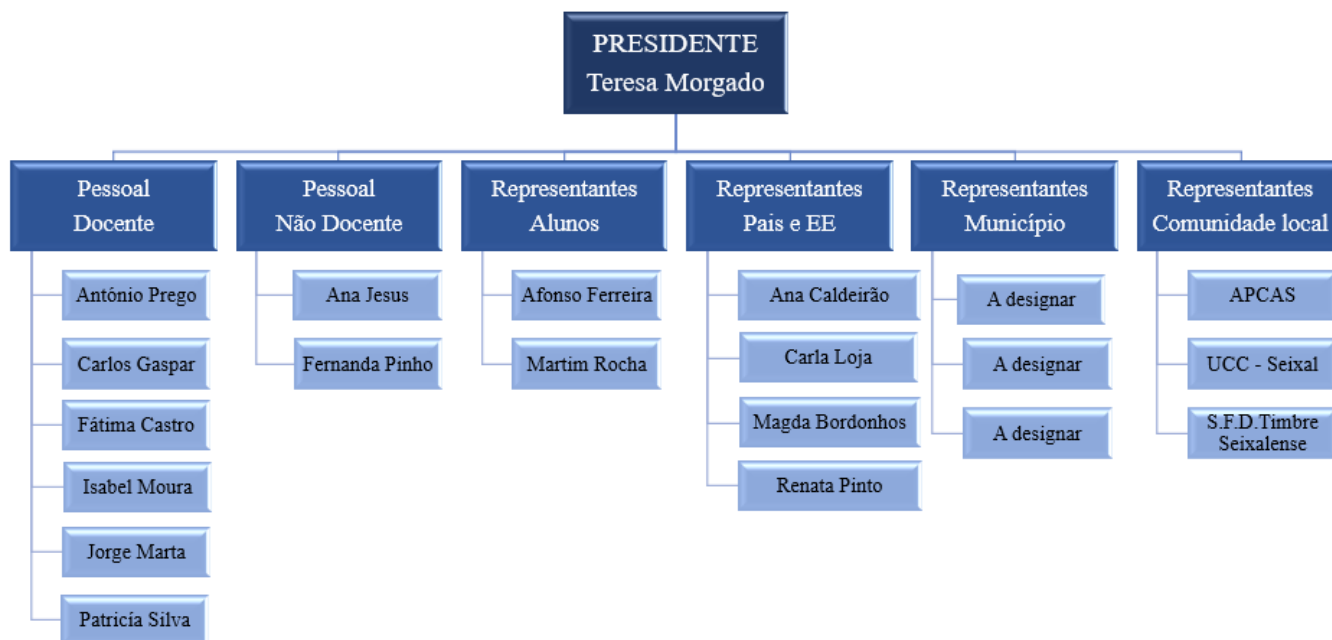 PRESIDENTE
Teresa Morgado
Pessoal
Docente
António Prego
Carlos Gaspar
Fátima Castro
Isabel Moura
Jorge Marta
Patricía Silva
Pessoal
Não Docente
Ana Jesus
Fernanda Pinho
Representantes
Alunos
Afonso Ferreira
Martim Rocha
Representantes
Pais e EE
Ana Caldeirão
Carla Loja
Magda Bordonhos
Renata Pinto
Representantes
Município
A designar
A designar
A designar
Representantes
Comunidade local
APCAS
UCC - Seixal
S.F.D.Timbre
Seixalense